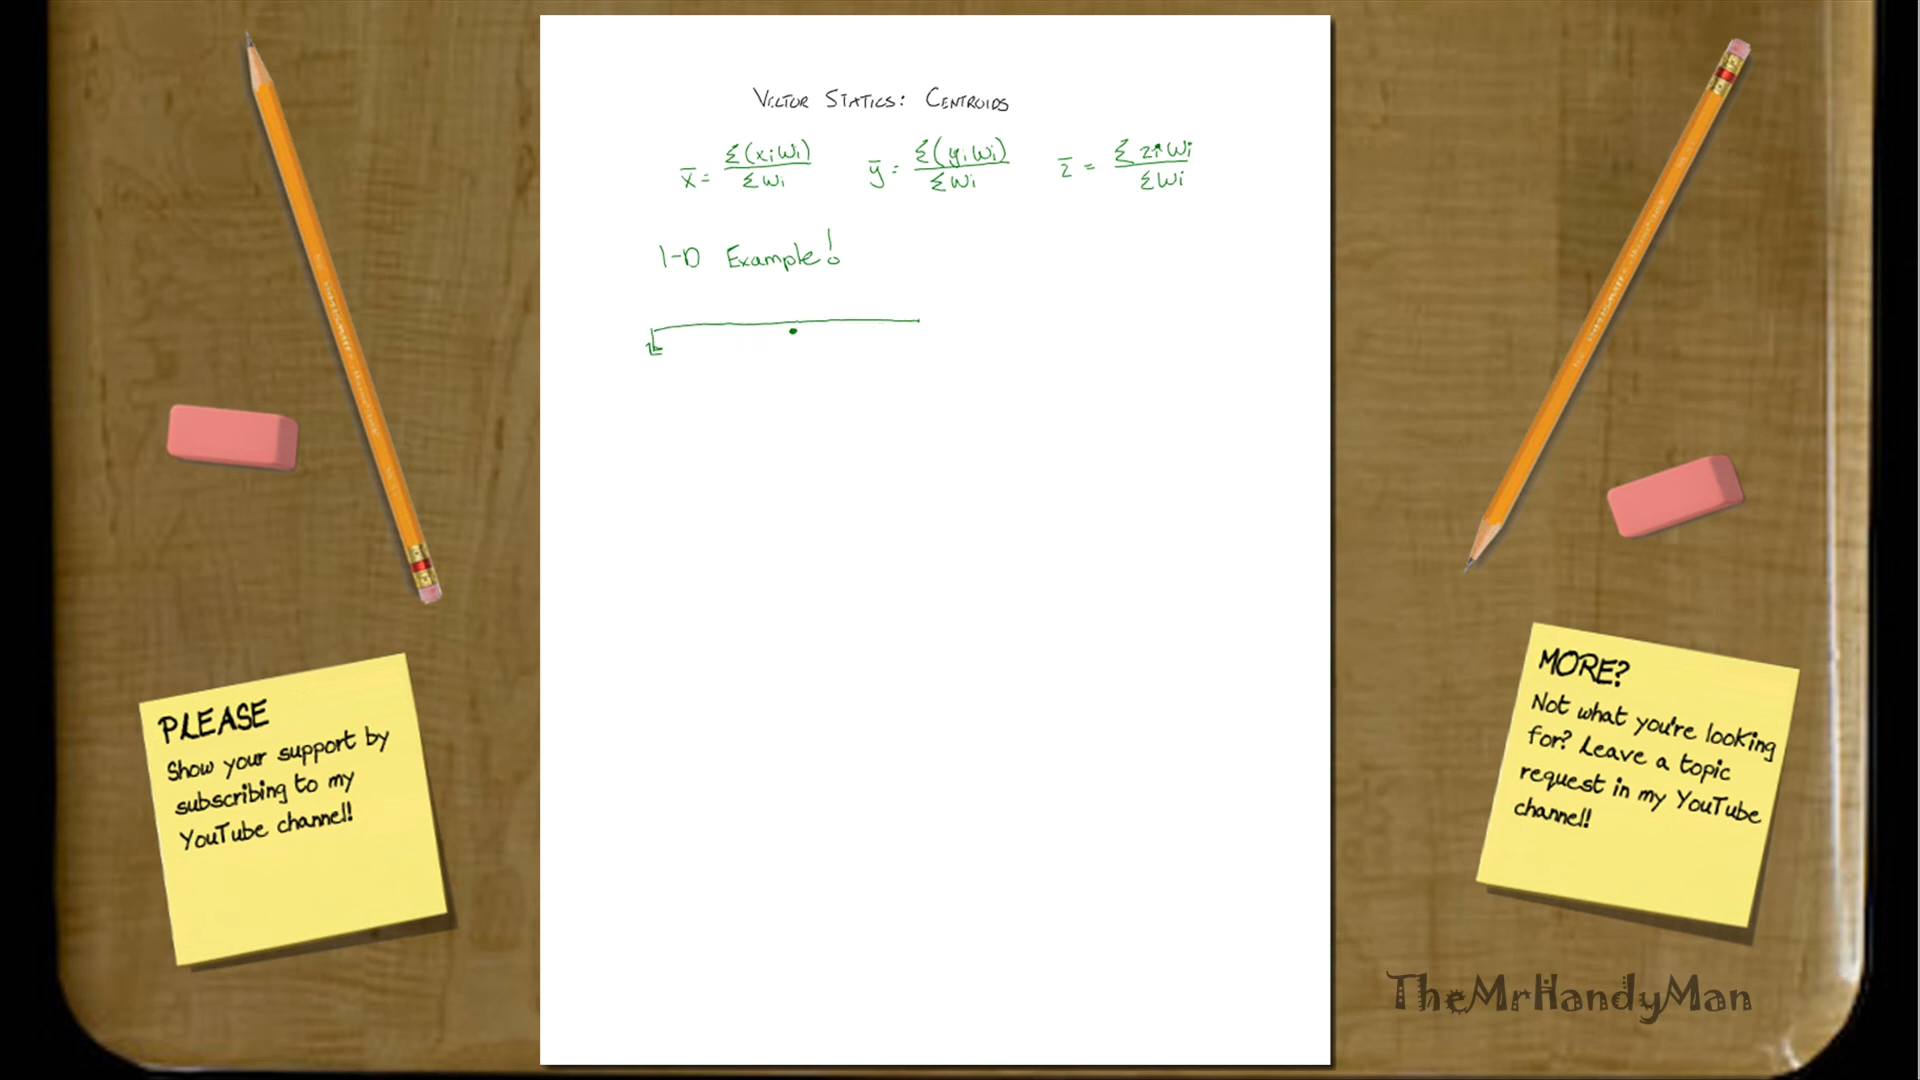 VECTOR STATICS: CENTROIDS
x̄ = Σ(xᵢWᵢ) / ΣWᵢ ȳ = Σ(yᵢWᵢ) / ΣWᵢ z̄ = ΣzᵢWᵢ / ΣWᵢ
1-D Example!
PLEASE
Show your support by
subscribing to my
YouTube channel!
MORE?
Not what you're looking
for? Leave a topic
request in my YouTube
channel!
TheMrHandyMan